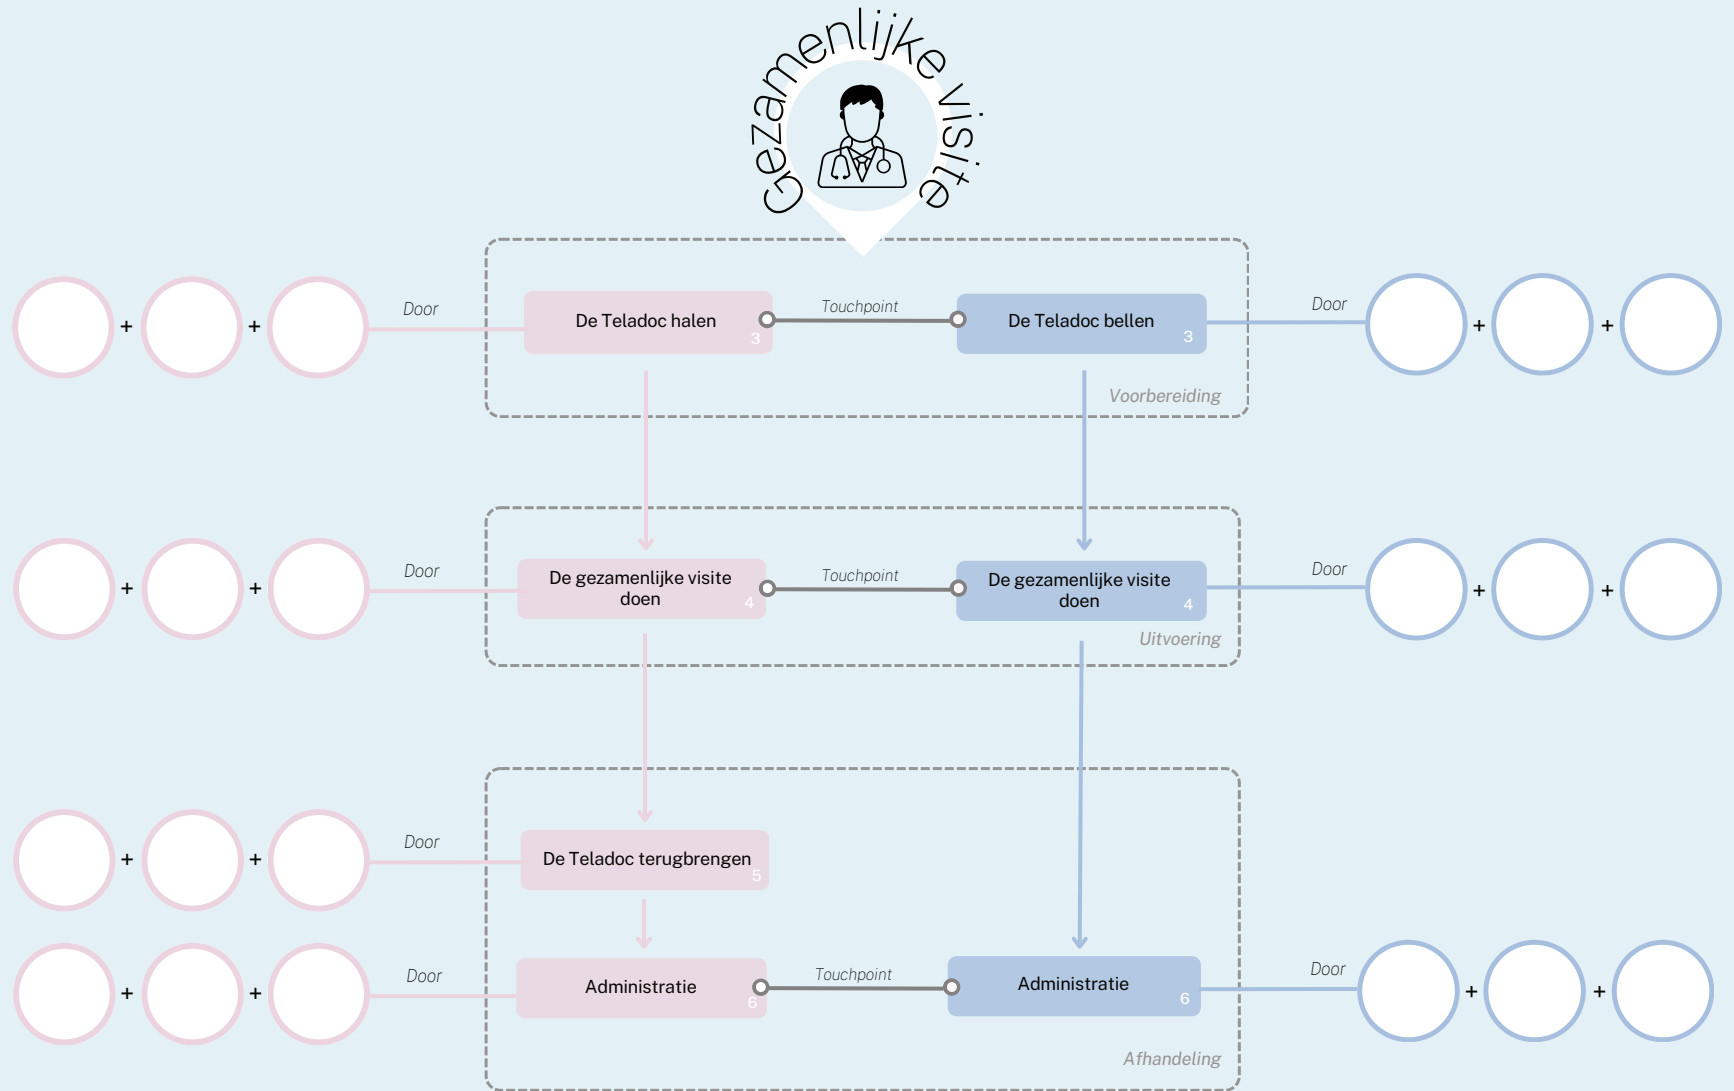 Gezamenlijke visite
Door
De Teladoc halen
3
Touchpoint
De Teladoc bellen
3
Door
+ + + +
Voorbereiding
Door
De gezamenlijke visite
doen
4
Touchpoint
De gezamenlijke visite
doen
4
Door
+ + + +
Uitvoering
Door
De Teladoc terugbrengen
5
+ +
Door
Administratie
6
Touchpoint
Administratie
6
Door
+ + + +
Afhandeling